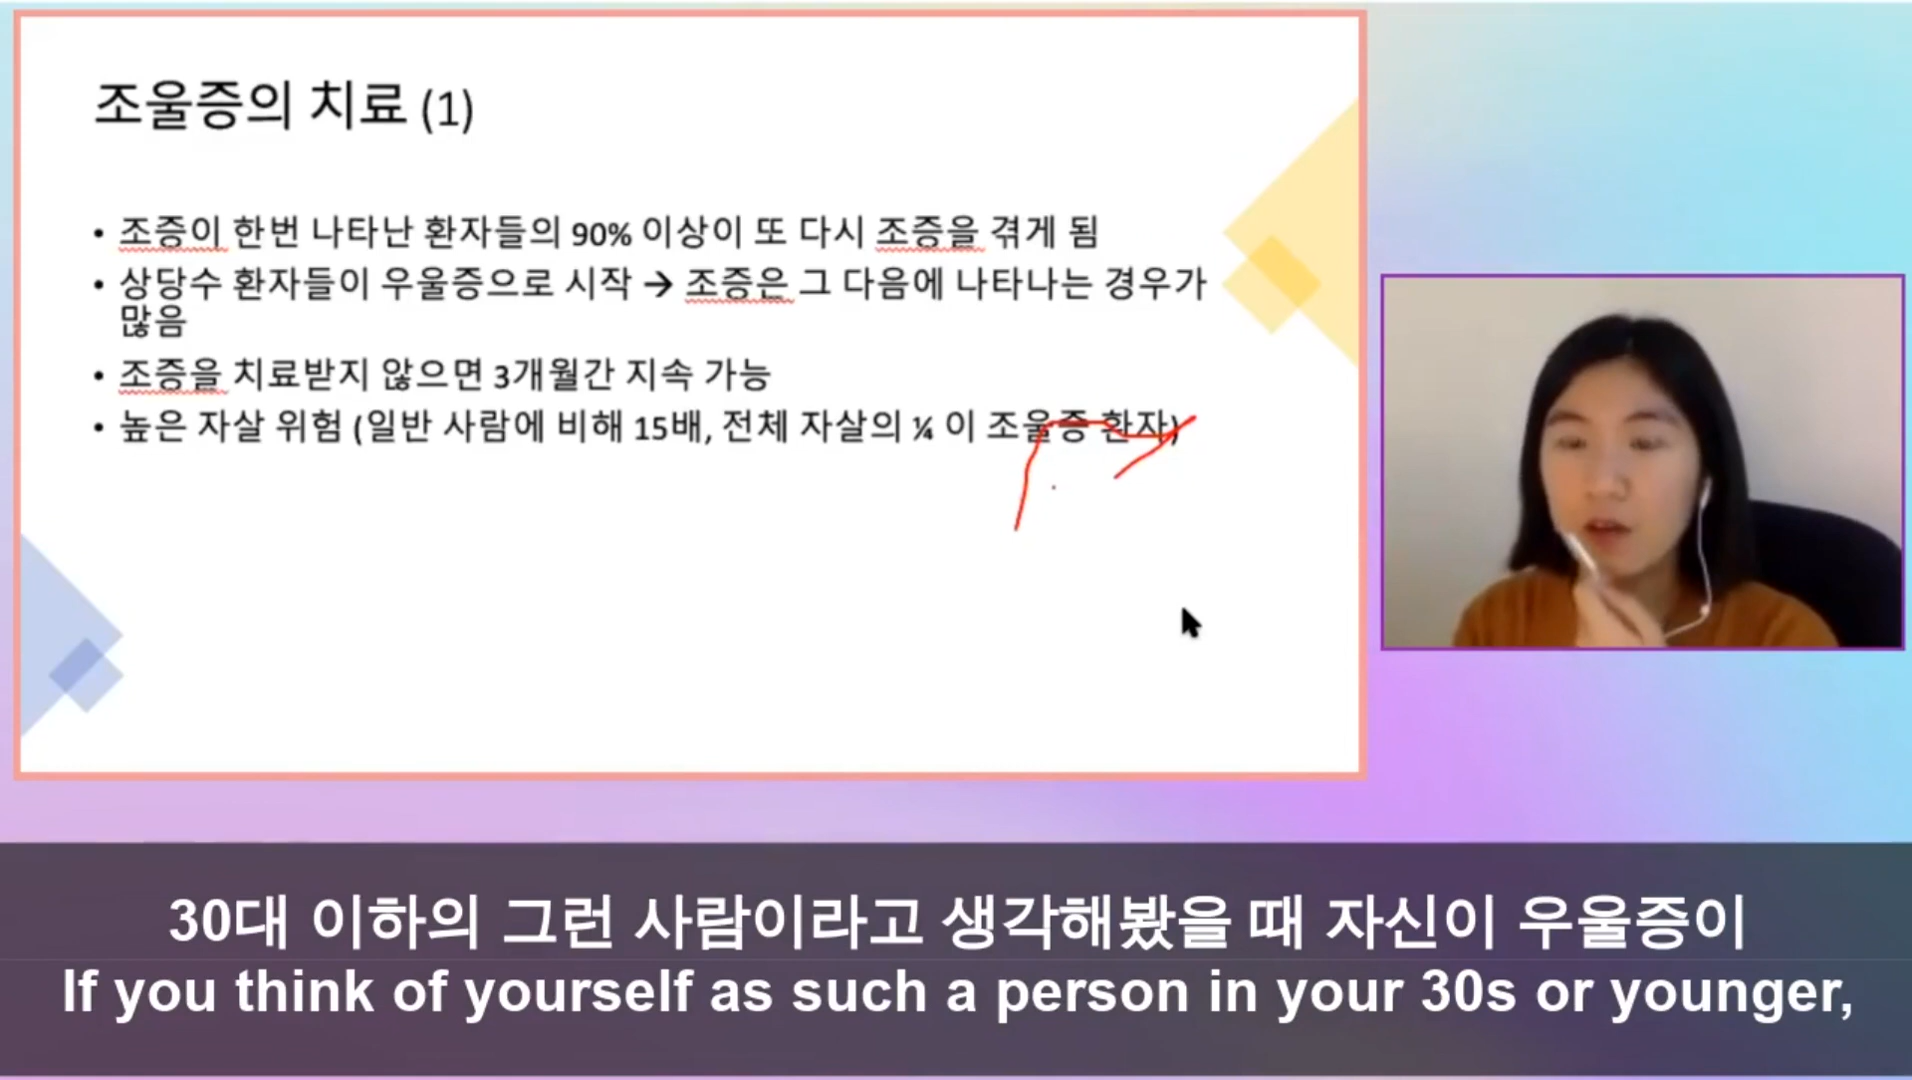 조울증의 치료 (1)
• 조증이 한번 나타난 환자들의 90% 이상이 또 다시 조증을 겪게 됨
• 상당수 환자들이 우울증으로 시작 → 조증은 그 다음에 나타나는 경우가
많음
• 조증을 치료받지 않으면 3개월간 지속 가능
• 높은 자살 위험 (일반 사람에 비해 15배, 전체 자살의 ¼ 이 조울증 환자)
30대 이하의 그런 사람이라고 생각해봤을 때 자신이 우울증이
If you think of yourself as such a person in your 30s or younger,